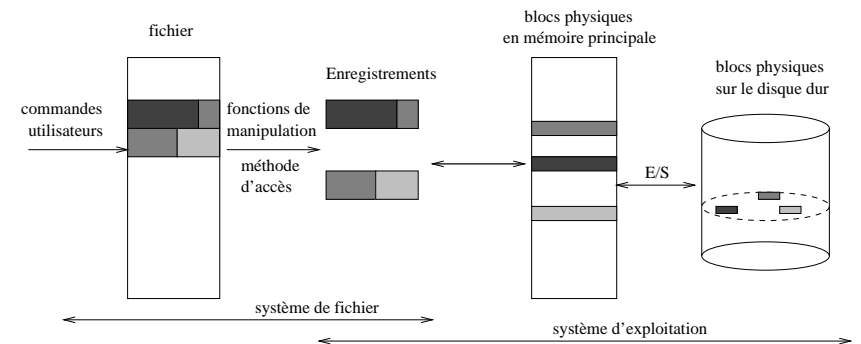 fichier
commandes
utilisateurs
fonctions de
manipulation
méthode
d'accès
Enregistrements
blocs physiques
en mémoire principale
E/S
blocs physiques
sur le disque dur
système de fichier
système d'exploitation